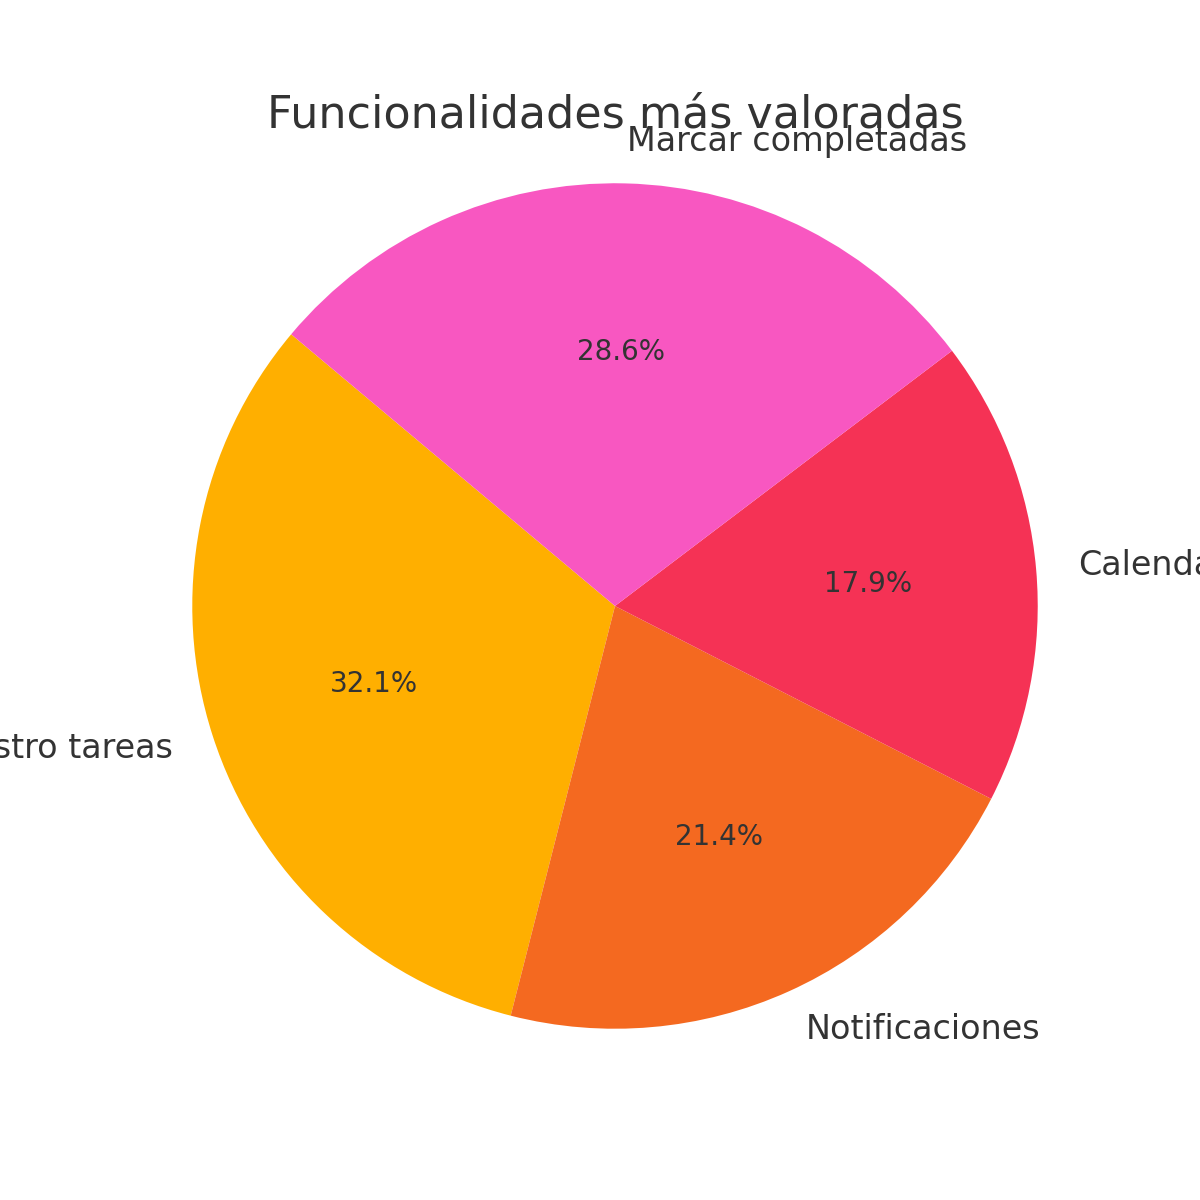 Funcionalidades más valoradas
Marcar completadas
28.6%
17.9%
Calenda
32.1%
stro tareas
21.4%
Notificaciones